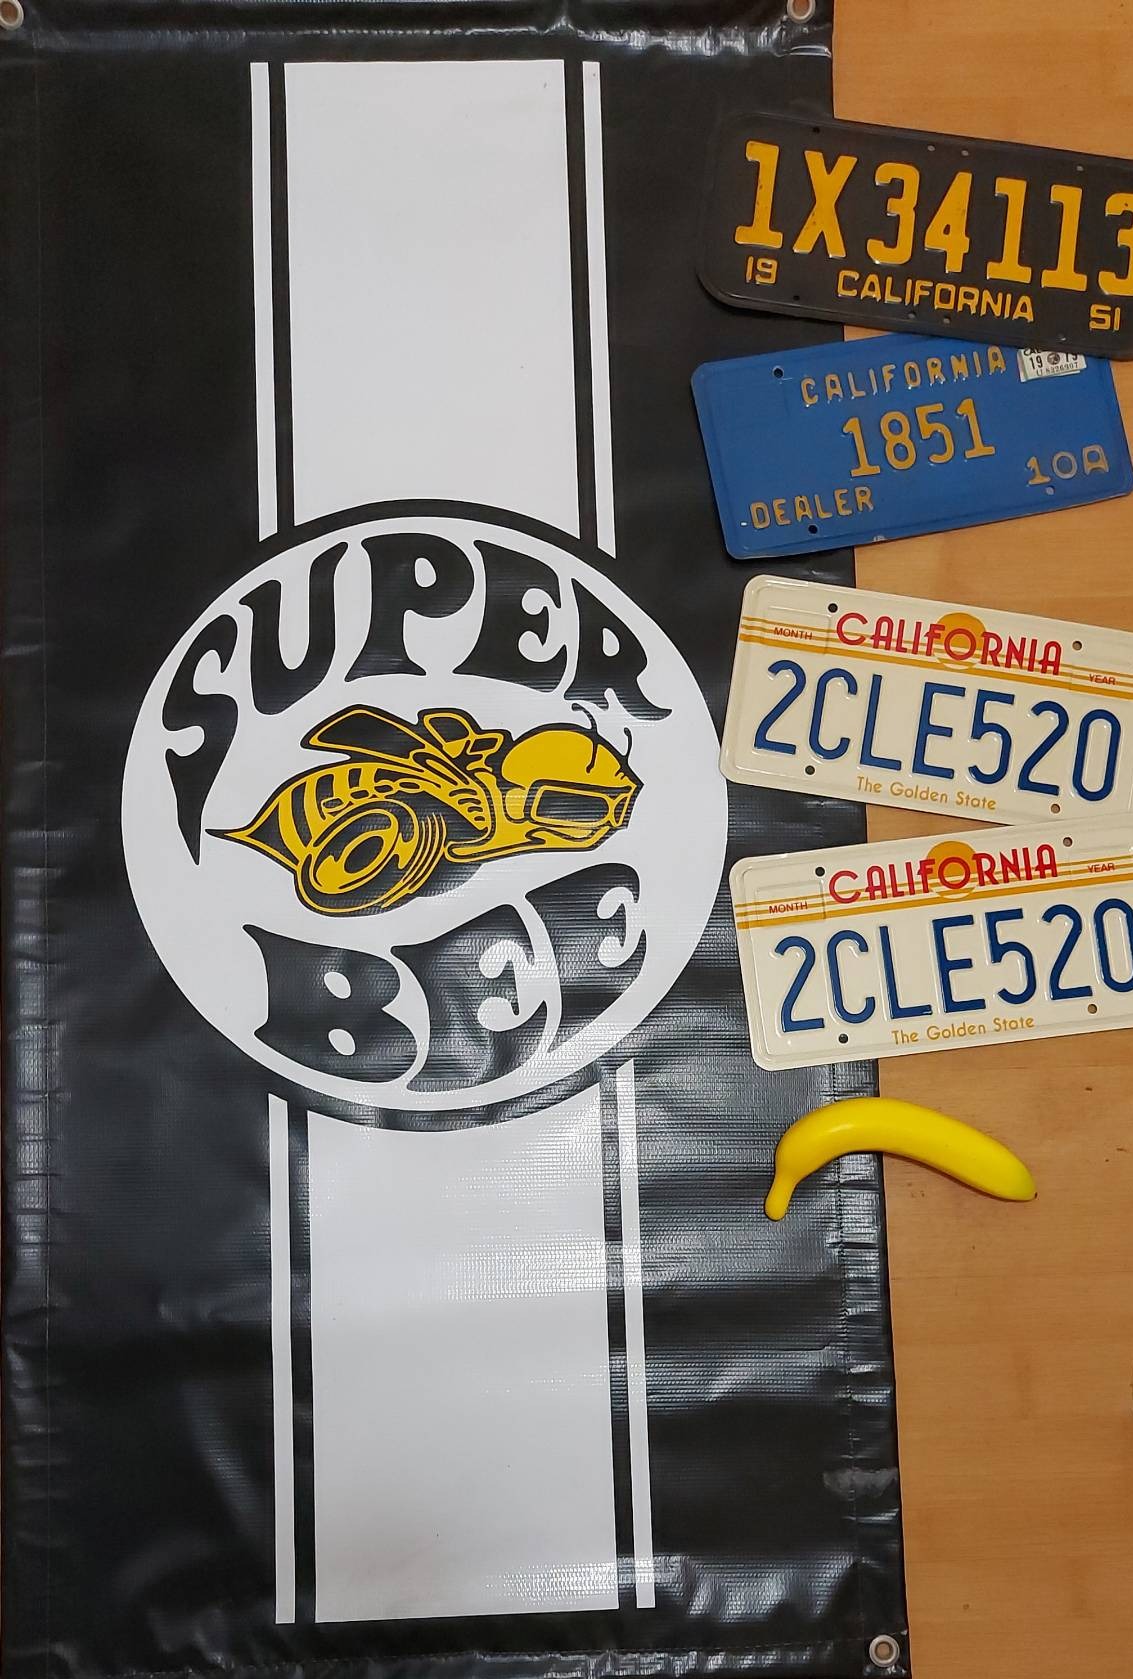 SUPER
BEE
1X34113
19 CALIFORNIA 51
CALIFORNIA
1851
10A
DEALER
CALIFORNIA
MONTH
YEAR
2CLE520
The Golden State
CALIFORNIA
MONTH
YEAR
2CLE520
The Golden State